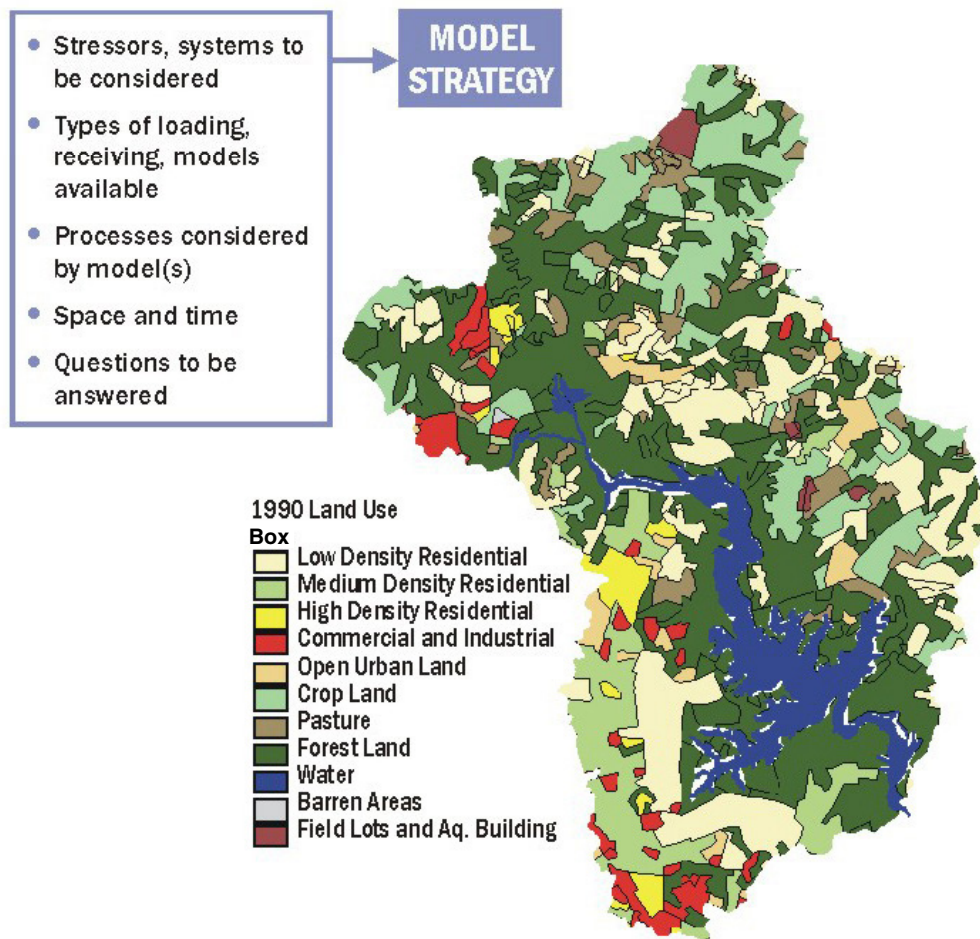 Stressors, systems to
be considered
Types of loading,
receiving, models
available
Processes considered
by model(s)
Space and time
Questions to be
answered
MODEL
STRATEGY
1990 Land Use
Box
Low Density Residential
Medium Density Residential
High Density Residential
Commercial and Industrial
Open Urban Land
Crop Land
Pasture
Forest Land
Water
Barren Areas
Field Lots and Aq. Building